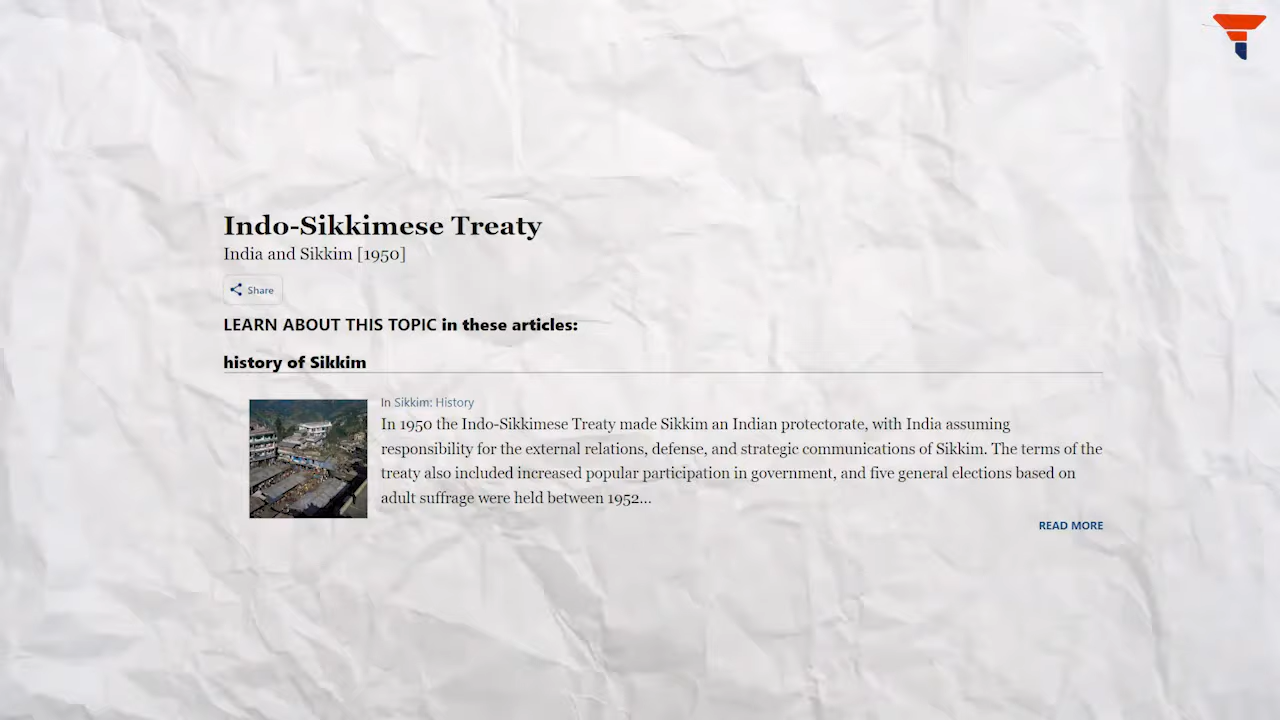 Indo-Sikkimese Treaty
India and Sikkim [1950]
Share
LEARN ABOUT THIS TOPIC in these articles:
history of Sikkim
In Sikkim: History
In 1950 the Indo-Sikkimese Treaty made Sikkim an Indian protectorate, with India assuming
responsibility for the external relations, defense, and strategic communications of Sikkim. The terms of the
treaty also included increased popular participation in government, and five general elections based on
adult suffrage were held between 1952...
READ MORE